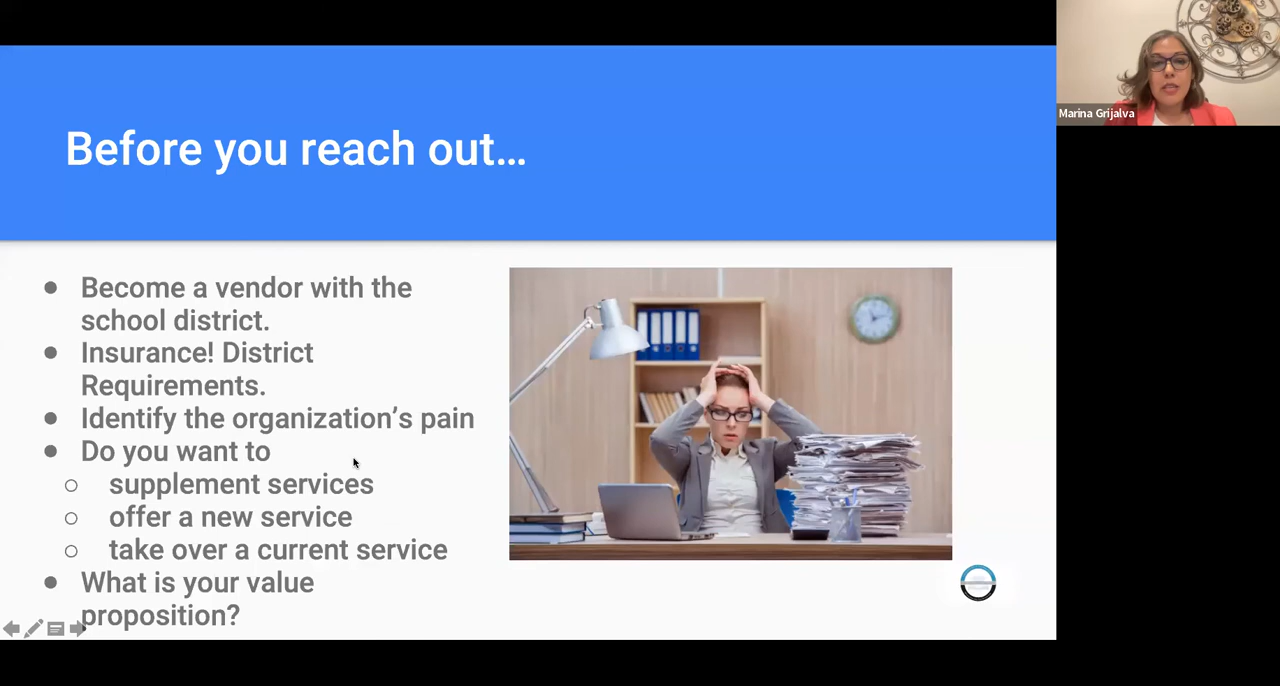 Before you reach out…
Marina Grijalva
● Become a vendor with the
school district.
● Insurance! District
Requirements.
● Identify the organization’s pain
● Do you want to
○ supplement services
○ offer a new service
○ take over a current service
● What is your value
proposition?